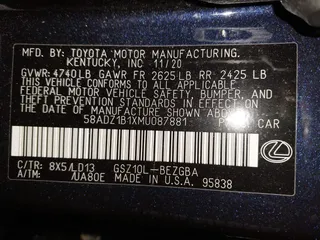 MFD. BY: TOYOTA MOTOR MANUFACTURING.
KENTUCKY, INC 11/20
GVWR: 4740LB GAWR FR 2625LB RR 2425 LB
THIS VEHICLE CONFORMS TO ALL APPLICABLE
FEDERAL MOTOR VEHICLE SAFETY, BUMPER, AND THEFT
PREVENTION STANDARDS IN EFFECT ON THE DATE OF
MANUFACTURE SHOWN ABOVE.
58ADZ1B1XMU087881 CAR
C/TR: 8X5/LD13 GSZ10L-BEZGBA
A/TM: /UA80E MADE IN U.S.A. 95838